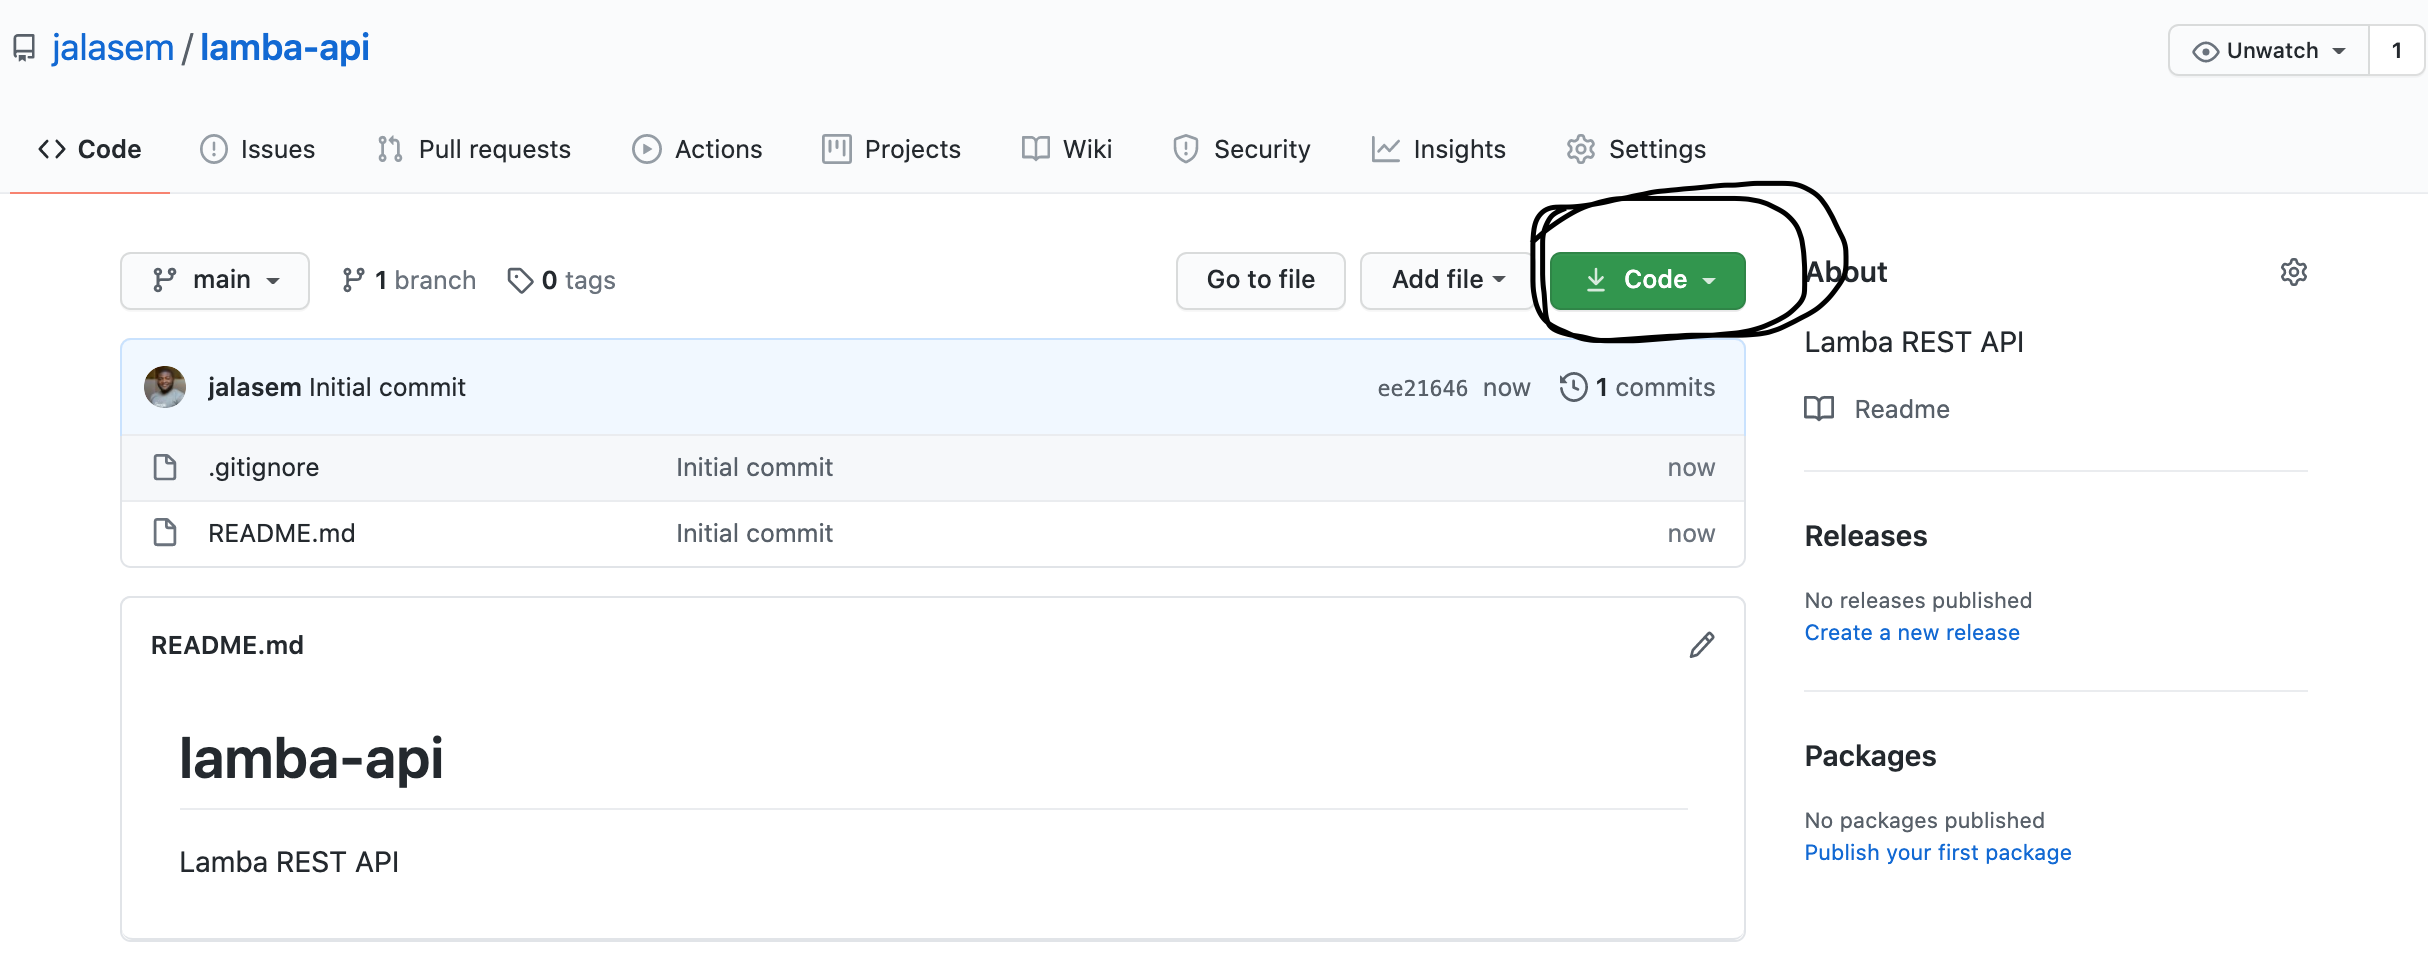 jalasem / lamba-api
Unwatch 1
Code Issues Pull requests Actions Projects Wiki Security Insights Settings
main 1 branch 0 tags Go to file Add file Code
jalasem Initial commit ee21646 now 1 commits
.gitignore Initial commit now
README.md Initial commit now
README.md
lamba-api
Lamba REST API
About
Lamba REST API
Readme
Releases
No releases published
Create a new release
Packages
No packages published
Publish your first package